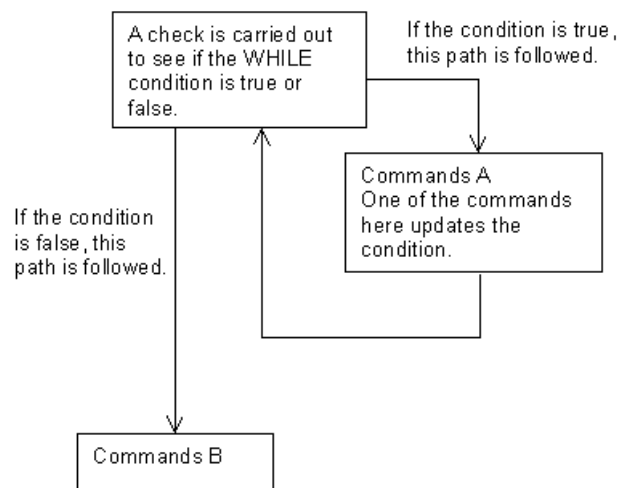 A check is carried out
to see if the WHILE
condition is true or
false.
If the condition is true,
this path is followed.
Commands A
One of the commands
here updates the
condition.
If the condition
is false, this
path is followed.
Commands B